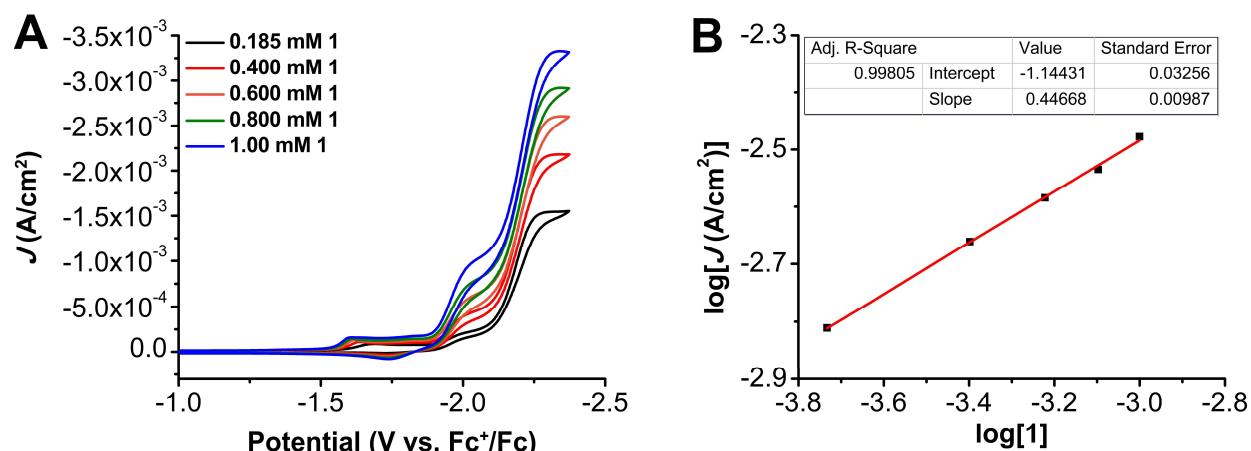 A
J (A/cm²)
-3.5x10⁻³
-3.0x10⁻³
-2.5x10⁻³
-2.0x10⁻³
-1.5x10⁻³
-1.0x10⁻³
-5.0x10⁻⁴
0.0
0.185 mM 1
0.400 mM 1
0.600 mM 1
0.800 mM 1
1.00 mM 1
-1.0 -1.5 -2.0 -2.5
Potential (V vs. Fc⁺/Fc)
B
log[J (A/cm²)]
-2.3
-2.5
-2.7
-2.9
Adj. R-Square Value Standard Error
0.99805 Intercept -1.14431 0.03256
Slope 0.44668 0.00987
-3.8 -3.6 -3.4 -3.2 -3.0 -2.8
log[1]